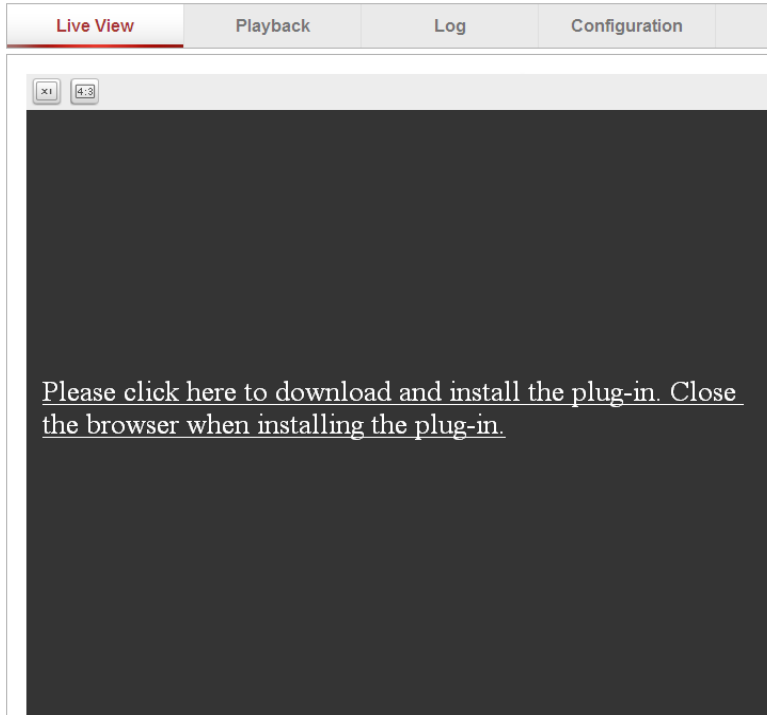 Live View Playback Log Configuration
X1 4:3
Please click here to download and install the plug-in. Close
the browser when installing the plug-in.